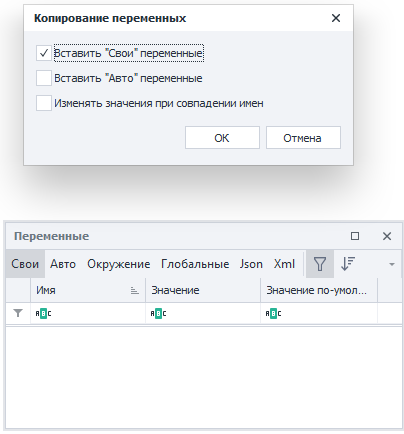 Копирование переменных
Вставить "Свои" переменные
Вставить "Авто" переменные
Изменять значения при совпадении имен
ОК
Отмена
Переменные
Свои Авто Окружение Глобальные Json Xml
Имя Значение Значение по-умол...
ABC ABC ABC